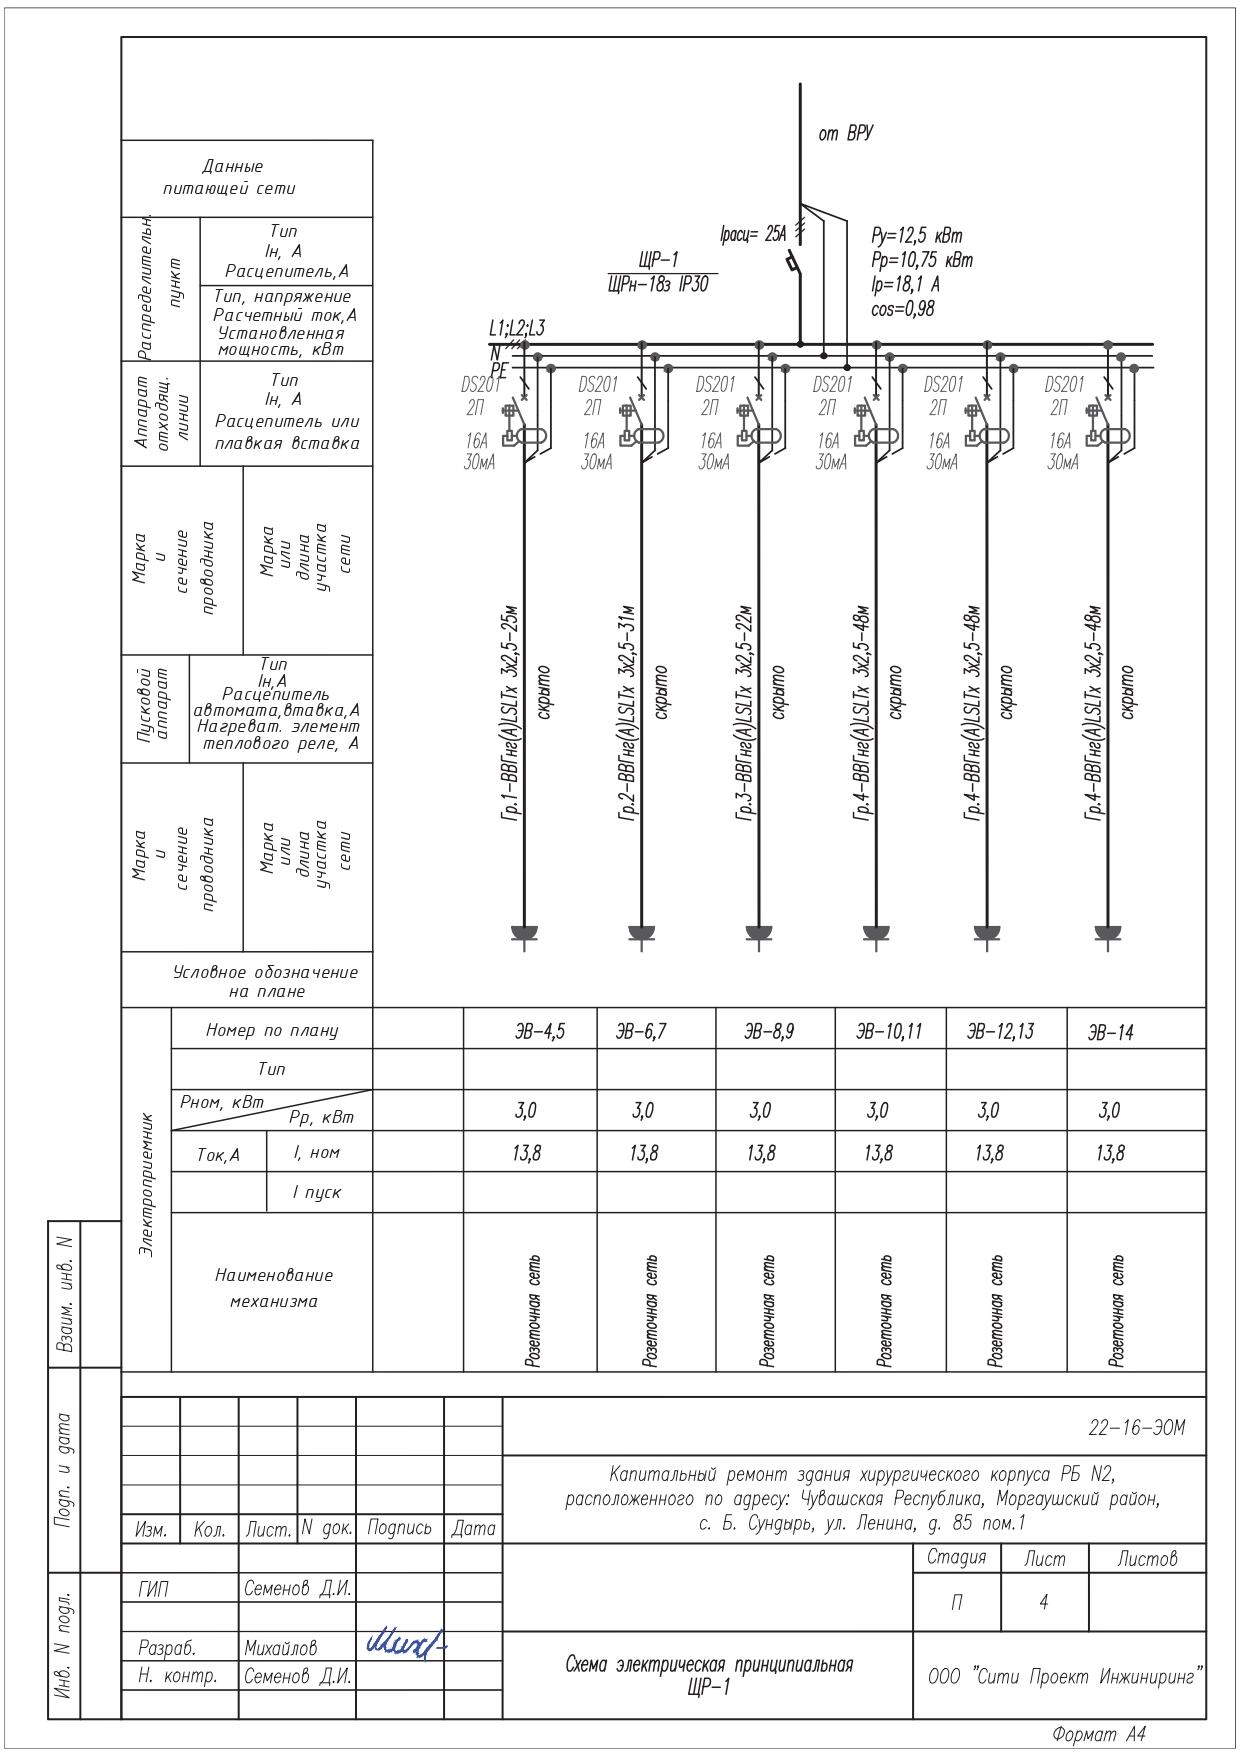 от ВРУ
Данные
питающей сети
Распределительн.
пункт
Тип
Iн, А
Расцепитель,А
Тип, напряжение
Расчетный ток,А
Установленная
мощность, кВт
Аппарат
отходящ.
линии
Тип
Iн, А
Расцепитель или
плавкая вставка
Марка
и
сечение
проводника
Марка
или
длина
участка
сети
Пусковой
аппарат
Тип
Iн,А
Расцепитель
автомата,втавка,А
Нагреват. элемент
теплового реле, А
Марка
и
сечение
проводника
Марка
или
длина
участка
сети
Условное обозначение
на плане
Iрасц= 25А
ЩР-1
ЩРн-18з IP30
Ру=12,5 кВт
Рр=10,75 кВт
Iр=18,1 А
cos=0,98
L1;L2;L3
N
PE
DS201 DS201 DS201 DS201 DS201 DS201
2П 2П 2П 2П 2П 2П
16А 16А 16А 16А 16А 16А
30мА 30мА 30мА 30мА 30мА 30мА
Гр.1-ВВГнг(А)LSLTx 3х2,5-25м
скрыто
Гр.2-ВВГнг(А)LSLTx 3х2,5-31м
скрыто
Гр.3-ВВГнг(А)LSLTx 3х2,5-22м
скрыто
Гр.4-ВВГнг(А)LSLTx 3х2,5-48м
скрыто
Гр.4-ВВГнг(А)LSLTx 3х2,5-48м
скрыто
Гр.4-ВВГнг(А)LSLTx 3х2,5-48м
скрыто
Электроприемник
Номер по плану ЭВ-4,5 ЭВ-6,7 ЭВ-8,9 ЭВ-10,11 ЭВ-12,13 ЭВ-14
Тип
Рном, кВт
Рр, кВт
3,0 3,0 3,0 3,0 3,0 3,0
Ток,А I, ном 13,8 13,8 13,8 13,8 13,8 13,8
I пуск
Наименование
механизма
Розеточная сеть
Розеточная сеть
Розеточная сеть
Розеточная сеть
Розеточная сеть
Розеточная сеть
Взаим. инв. N
Подп. и дата
Инв. N подл.
22-16-ЭОМ
Капитальный ремонт здания хирургического корпуса РБ N2,
расположенного по адресу: Чувашская Республика, Моргаушский район,
с. Б. Сундырь, ул. Ленина, д. 85 пом.1
Изм. Кол. Лист. N док. Подпись Дата
Стадия Лист Листов
П 4
ГИП Семенов Д.И.
Разраб. Михайлов
Н. контр. Семенов Д.И.
Схема электрическая принципиальная
ЩР-1
ООО "Сити Проект Инжиниринг"
Формат А4